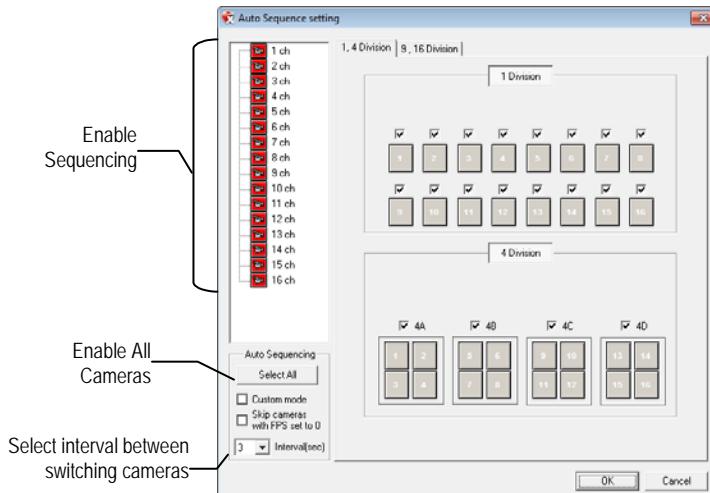 Auto Sequence setting
Enable
Sequencing
1 ch
2 ch
3 ch
4 ch
5 ch
6 ch
7 ch
8 ch
9 ch
10 ch
11 ch
12 ch
13 ch
14 ch
15 ch
16 ch
1, 4 Division
9 , 16 Division
1 Division
1 2 3 4 5 6 7 8
9 10 11 12 13 14 15 16
4 Division
4A 4B 4C 4D
1 2 5 6 9 10 13 14
3 4 7 8 11 12 15 16
Enable All
Cameras
Auto Sequencing
Select All
Custom mode
Skip cameras
with FPS set to 0
Select interval between
switching cameras
3 Interval(sec)
OK Cancel